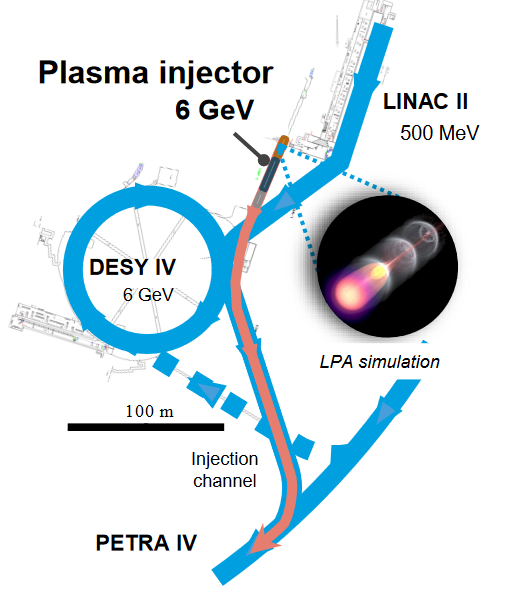 Plasma injector
6 GeV
LINAC II
500 MeV
DESY IV
6 GeV
LPA simulation
100 m
Injection
channel
PETRA IV